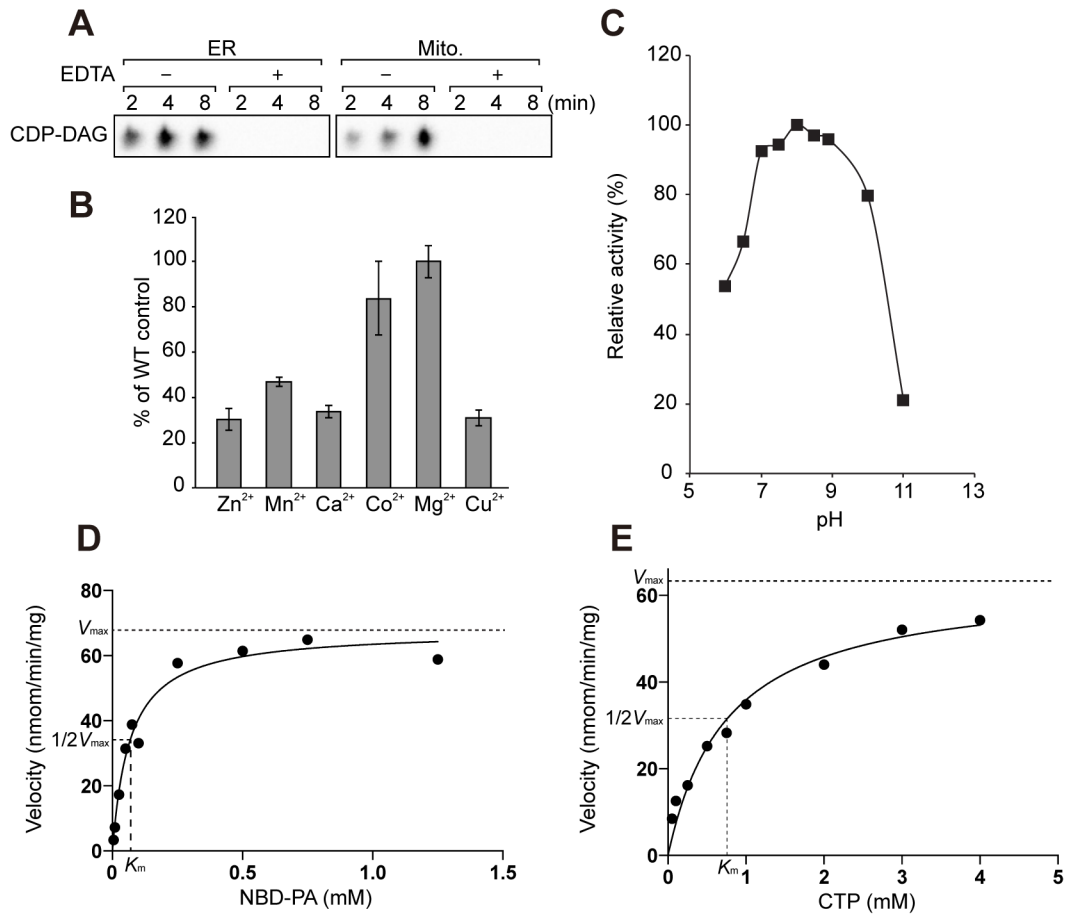 A
ER Mito.
EDTA − + − +
2 4 8 2 4 8 2 4 8 2 4 8 (min)
CDP-DAG
B
% of WT control
120
100
80
60
40
20
0
Zn²⁺ Mn²⁺ Ca²⁺ Co²⁺ Mg²⁺ Cu²⁺
C
Relative activity (%)
120
100
80
60
40
20
0
5 7 9 11 13
pH
D
Velocity (nmom/min/mg)
80
Vmax
60
40
1/2Vmax
20
0
0 Km 0.5 1.0 1.5
NBD-PA (mM)
E
Velocity (nmom/min/mg)
Vmax
60
40
1/2Vmax
20
0
0 Km 1 2 3 4 5
CTP (mM)